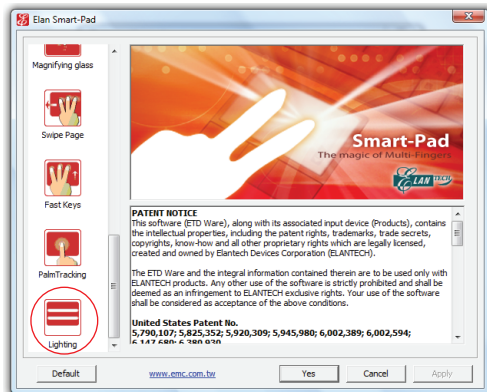 Elan Smart-Pad
Magnifying glass
Swipe Page
Fast Keys
PalmTracking
Lighting
Smart-Pad
The magic of Multi-Fingers
ELANTECH
PATENT NOTICE
This software (ETD Ware), along with its associated input device (Products), contains
the intellectual properties, including the patent rights, trademarks, trade secrets,
copyrights, know-how and all other proprietary rights which are legally licensed,
created and owned by Elantech Devices Corporation (ELANTECH).
The ETD Ware and the integral information contained therein are to be used only with
ELANTECH products. Any other use of the software is strictly prohibited and shall be
deemed as an infringement to ELANTECH exclusive rights. Your use of the software
shall be considered as acceptance of the above conditions.
United States Patent No.
5,790,107; 5,825,352; 5,920,309; 5,945,980; 6,002,389; 6,002,594;
6,147,680; 6,380,930
Default
www.emc.com.tw
Yes
Cancel
Apply